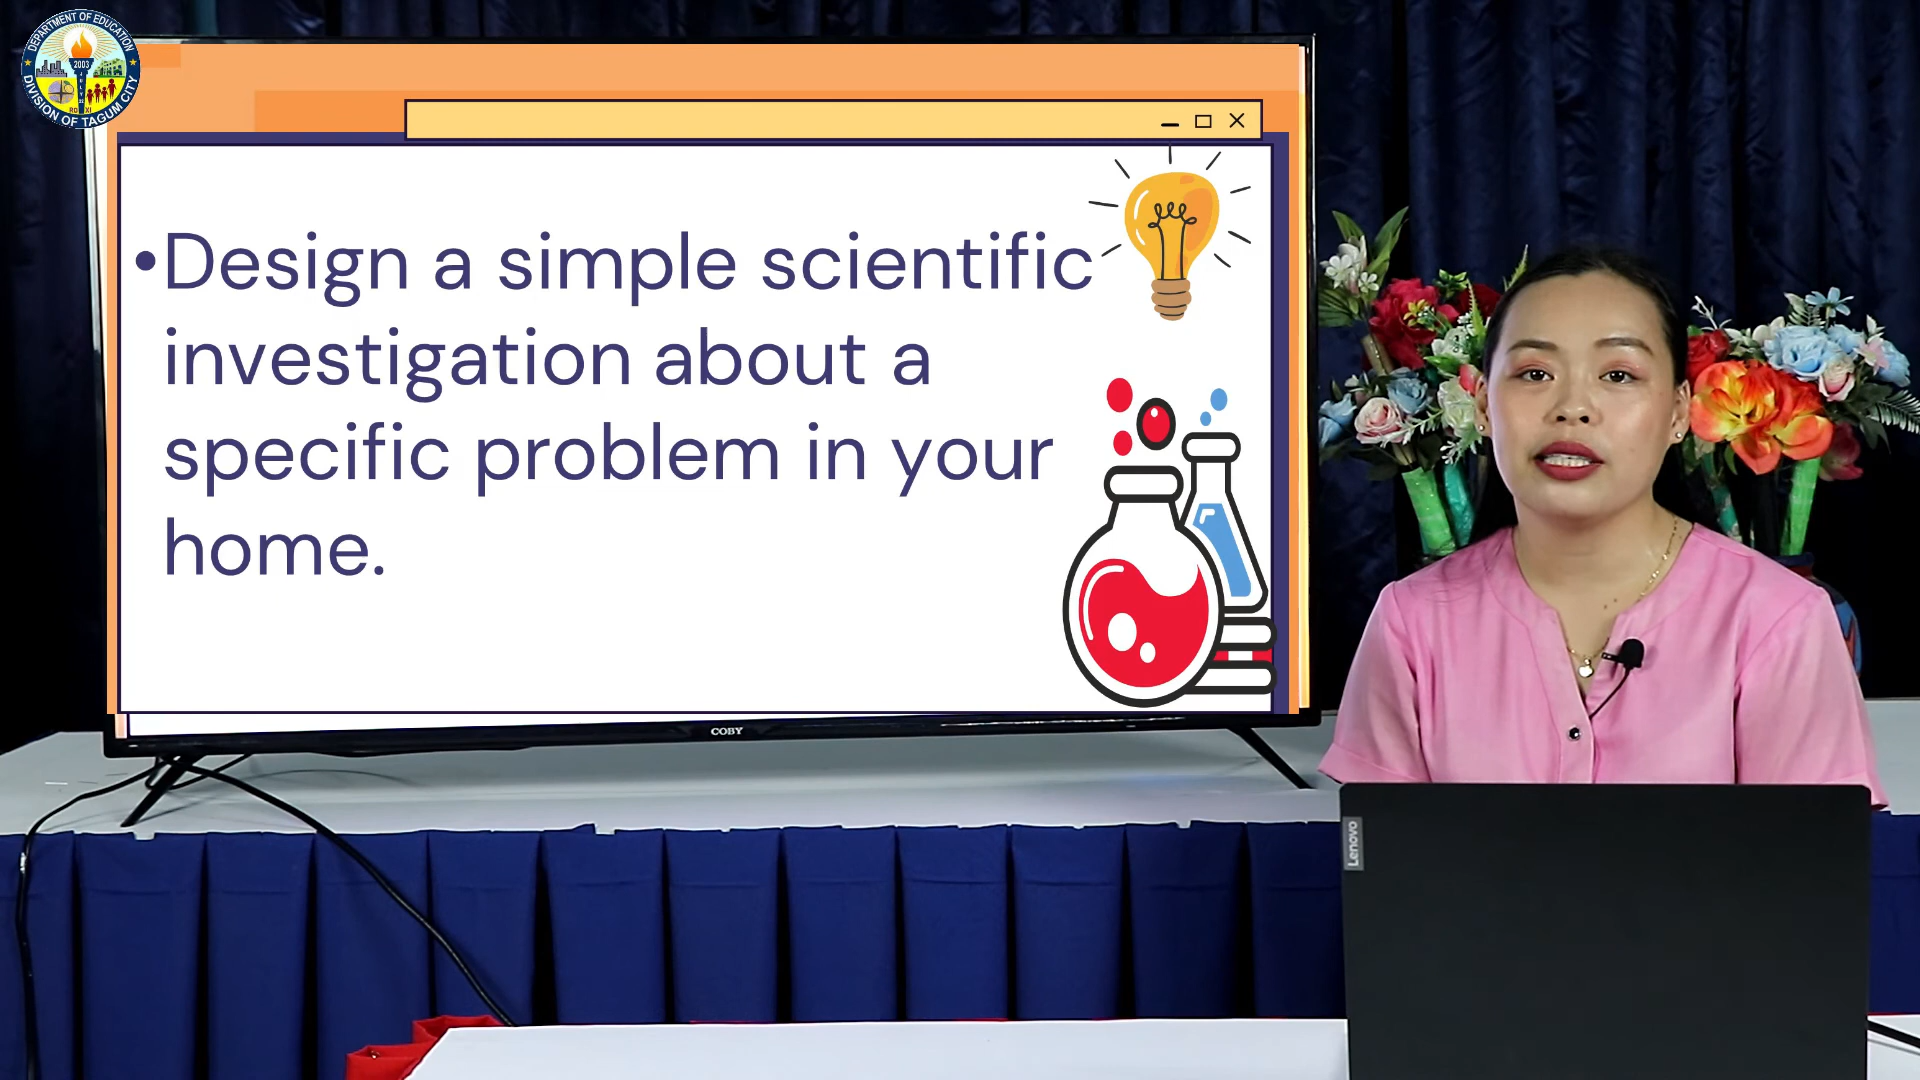 DEPARTMENT OF EDUCATION
2003
DIVISION OF TAGUM CITY
•Design a simple scientific
investigation about a
specific problem in your
home.
COBY
Lenovo